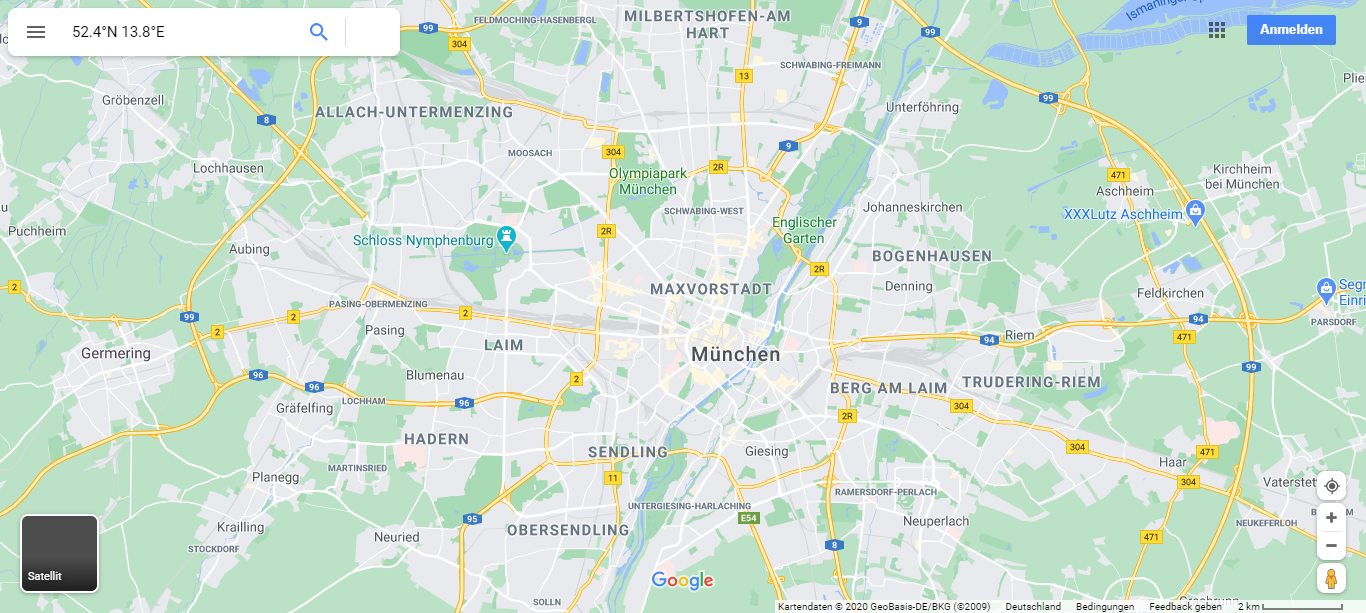 52.4°N 13.8°E
Anmelden
FELDMOCHING-HASENBERGL
MILBERTSHOFEN-AM
HART
Ismaninger
99
9
99
304
SCHWABING-FREIMANN
13
Gröbenzell
99
Unterföhring
ALLACH-UNTERMENZING
8
9
MOOSACH
304
2R
Lochhausen
Olympiapark
München
471
Kirchheim
bei München
Aschheim
SCHWABING-WEST
Johanneskirchen
XXXLutz Aschheim
Puchheim
2R
Englischer
Garten
Schloss Nymphenburg
Aubing
BOGENHAUSEN
2R
2
MAXVORSTADT
Denning
Feldkirchen
PASING-OBERMENZING
99
2
2
94
PARSDORF
2
Pasing
Riem
94
471
LAIM
Germering
München
99
96
96
Blumenau
2
BERG AM LAIM
TRUDERING-RIEM
LOCHHAM
96
Gräfelfing
304
2R
HADERN
304
SENDLING
Giesing
471
Haar
MARTINSRIED
Planegg
11
304
Vaterstet
RAMERSDORF-PERLACH
UNTERGIESING-HARLACHING
95
E54
Neuperlach
NEUKEFERLOH
Krailling
OBERSENDLING
Neuried
471
STOCKDORF
8
Satellit
Google
SOLLN
Kartendaten © 2020 GeoBasis-DE/BKG (©2009) Deutschland Bedingungen Feedback geben 2 km